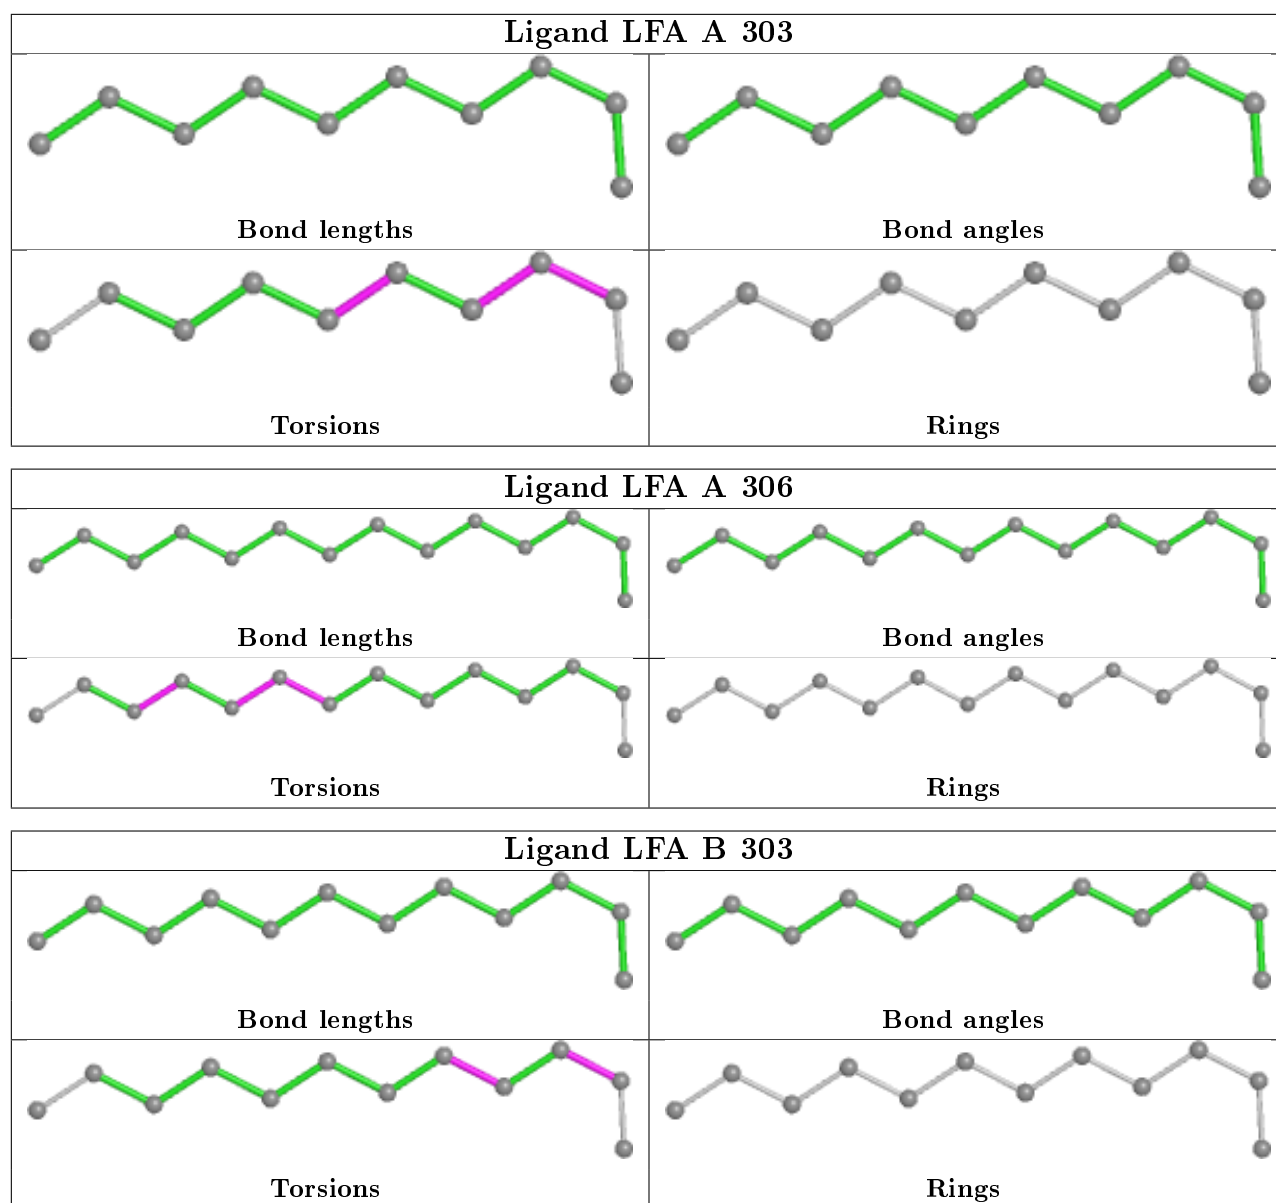 Ligand LFA A 303
Bond lengths
Bond angles
Torsions
Rings
Ligand LFA A 306
Bond lengths
Bond angles
Torsions
Rings
Ligand LFA B 303
Bond lengths
Bond angles
Torsions
Rings